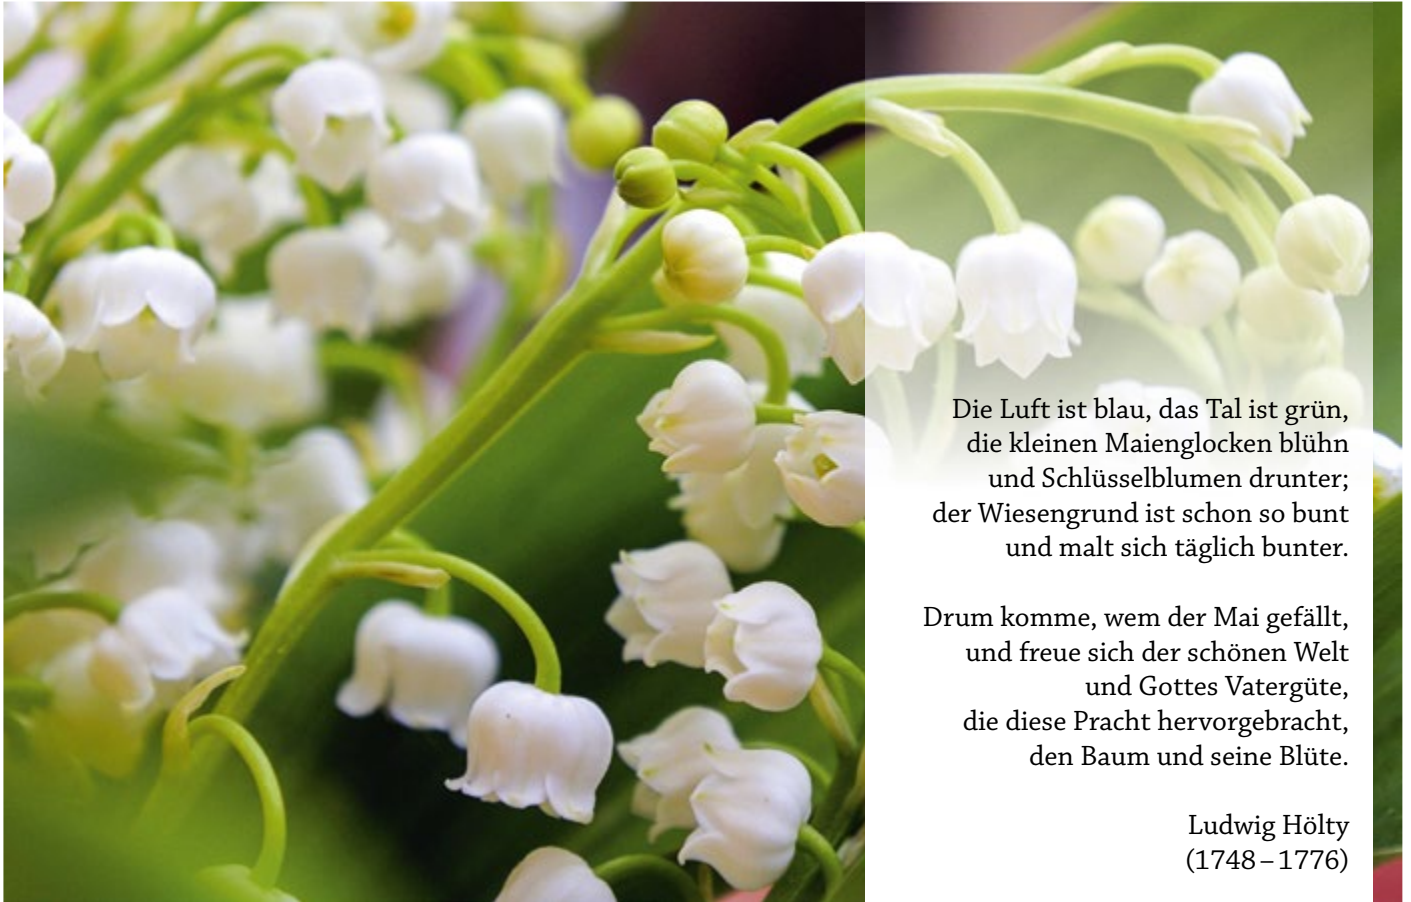 Die Luft ist blau, das Tal ist grün,
die kleinen Maienglocken blühn
und Schlüsselblumen drunter;
der Wiesengrund ist schon so bunt
und malt sich täglich bunter.
Drum komme, wem der Mai gefällt,
und freue sich der schönen Welt
und Gottes Vatergüte,
die diese Pracht hervorgebracht,
den Baum und seine Blüte.
Ludwig Hölty
(1748 – 1776)